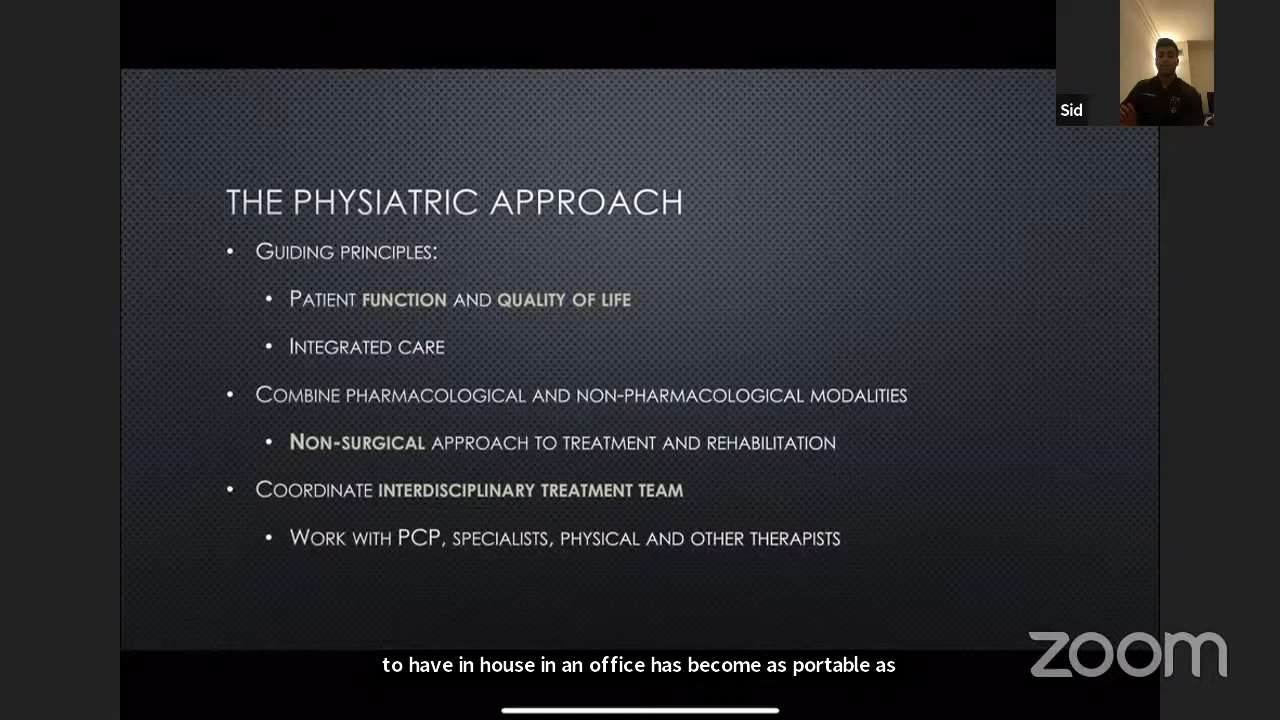 Sid
THE PHYSIATRIC APPROACH
• GUIDING PRINCIPLES:
• PATIENT FUNCTION AND QUALITY OF LIFE
• INTEGRATED CARE
• COMBINE PHARMACOLOGICAL AND NON-PHARMACOLOGICAL MODALITIES
• NON-SURGICAL APPROACH TO TREATMENT AND REHABILITATION
• COORDINATE INTERDISCIPLINARY TREATMENT TEAM
• WORK WITH PCP, SPECIALISTS, PHYSICAL AND OTHER THERAPISTS
to have in house in an office has become as portable as
zoom